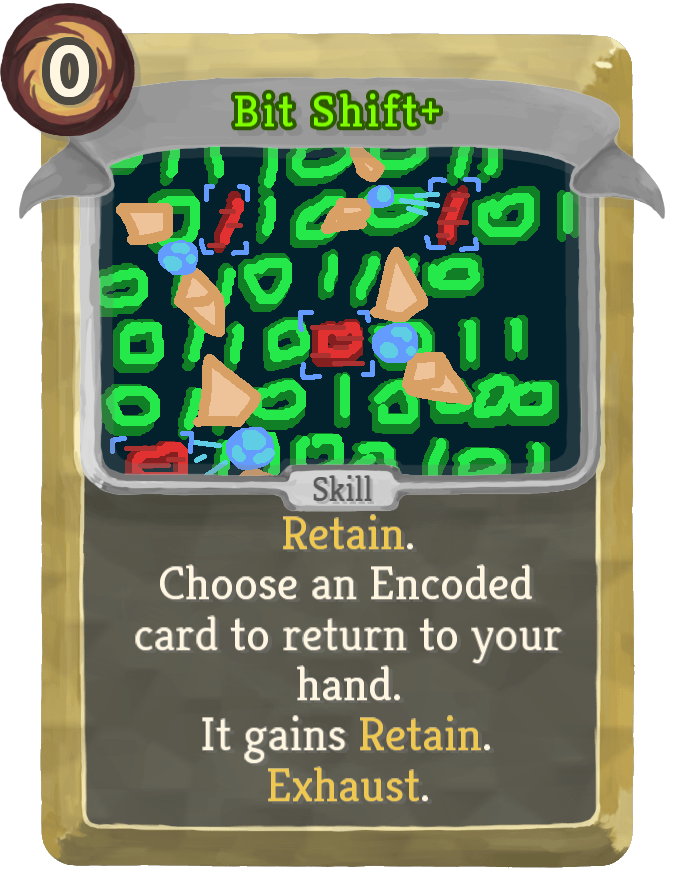 0
Bit Shift+
Skill
Retain.
Choose an Encoded
card to return to your
hand.
It gains Retain.
Exhaust.